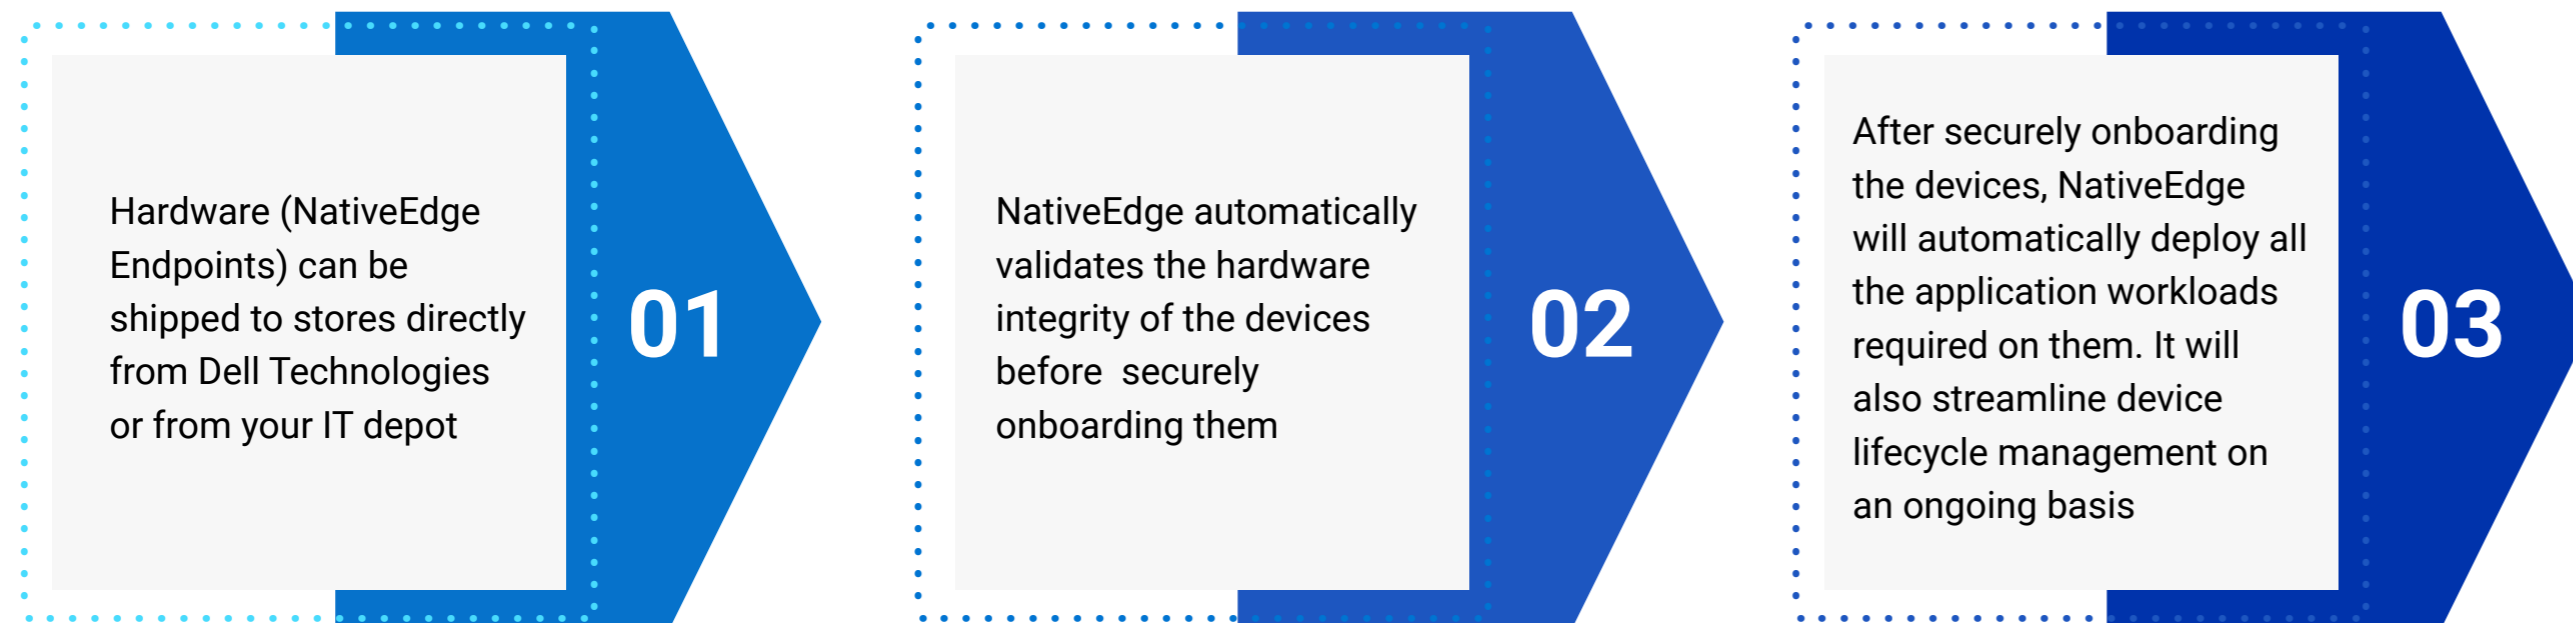 Hardware (NativeEdge
Endpoints) can be
shipped to stores directly
from Dell Technologies
or from your IT depot
01
NativeEdge automatically
validates the hardware
integrity of the devices
before  securely
onboarding them
02
After securely onboarding
the devices, NativeEdge
will automatically deploy all
the application workloads
required on them. It will
also streamline device
lifecycle management on
an ongoing basis
03